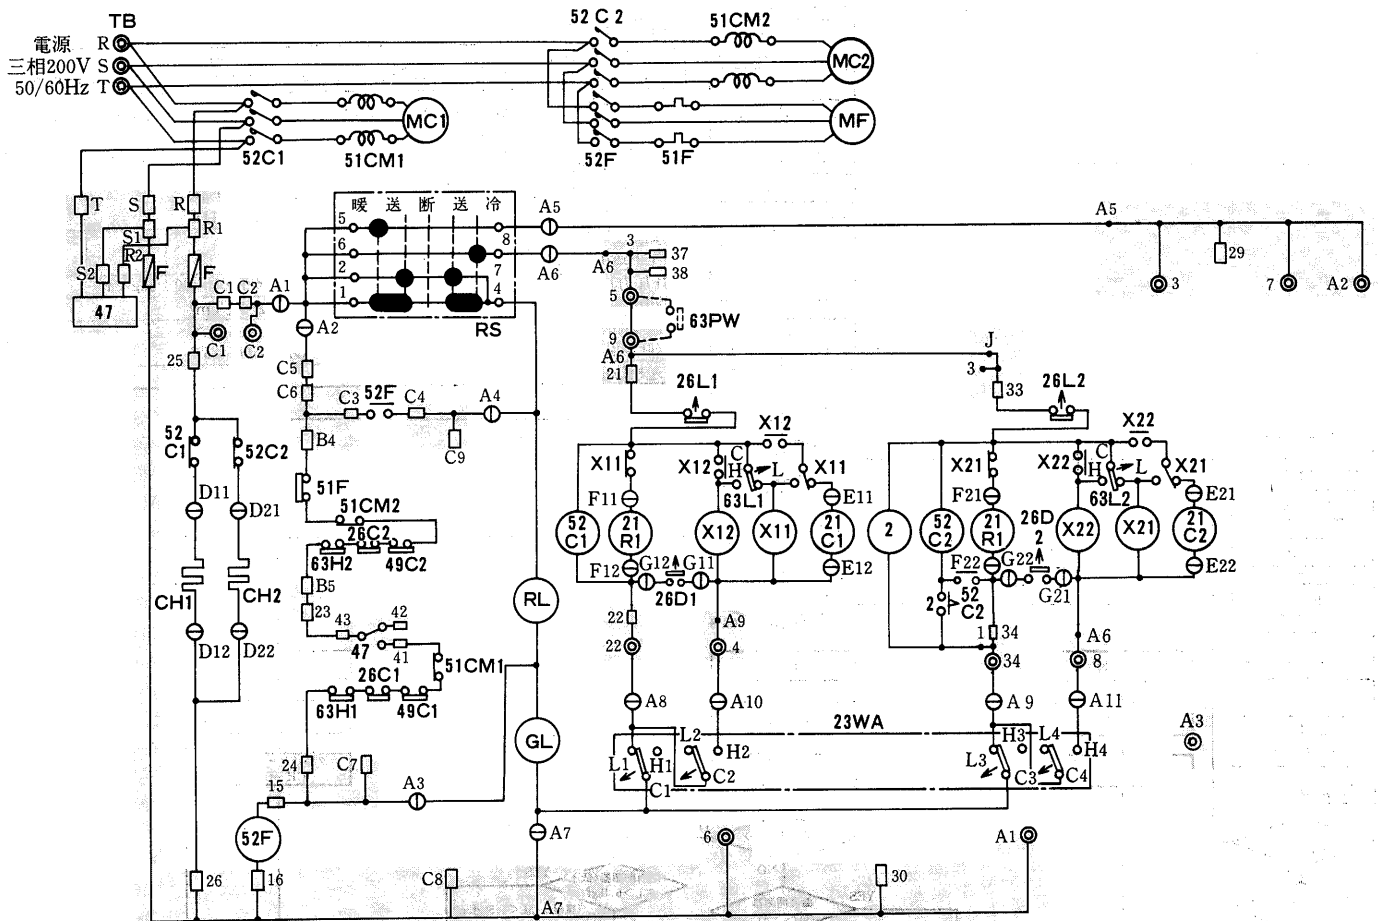 TB
電源 R
三相200V S
50/60Hz T
52C2
51CM2
MC2
MC1
MF
52C1
51CM1
52F
51F
T
S
R
S1
R1
R2
S2
F
F
47
暖 送 断 送 冷
5
6
2
1
8
7
4
RS
A5
A6
A5
A6
3
37
38
5
63PW
9
A6
21
3
29
7
A2
C1
C2
A1
C1
C2
A2
25
C5
C6
C3
52F
C4
A4
C9
B4
51F
51CM2
26C2
63H2
49C2
B5
23
43
42
47
41
51CM1
26C1
63H1
49C1
24
C7
15
A3
52F
16
26
52
C1
52C2
D11
D21
CH1
CH2
D12
D22
RL
GL
A7
C8
A7
J
3
33
26L1
26L2
X12
X11
X12
C
H
L
63L1
X11
F11
E11
52
C1
21
R1
X12
X11
21
C1
F12
G12
G11
26D1
E12
22
22
A9
4
A8
A10
X22
X21
X22
C
H
L
63L2
X21
F21
26D
2
E21
2
52
C2
21
R1
X22
X21
21
C2
F22
G22
G21
E22
2
52
C2
1
34
34
A6
8
A9
A11
23WA
A3
L1
H1
C1
L2
C2
H2
L3
H3
C3
L4
C4
H4
6
30
A1